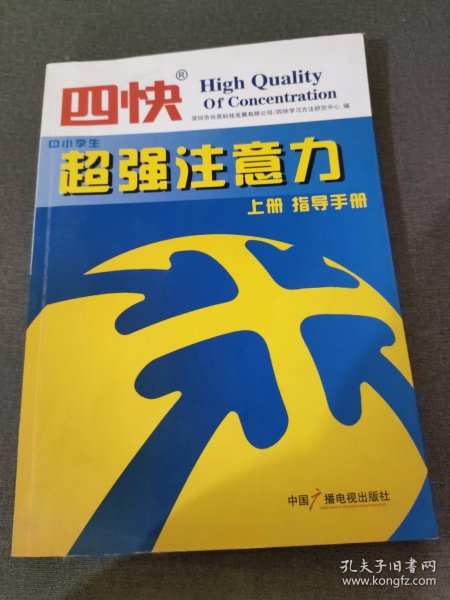 四快®
High Quality
Of Concentration
深圳市尚高科技发展有限公司/四快学习方法研究中心 编
中小学生
超强注意力
上册 指导手册
中国广播电视出版社
孔夫子旧书网
www.kongfz.com